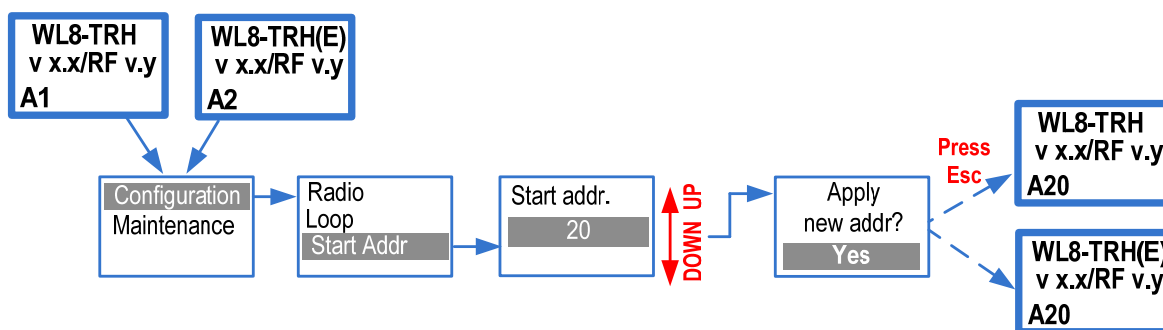 WL8-TRH
v x.x/RF v.y
A1
WL8-TRH(E)
v x.x/RF v.y
A2
Configuration
Maintenance
Radio
Loop
Start Addr
Start addr.
20
DOWN UP
Apply
new addr?
Yes
Press
Esc
WL8-TRH
v x.x/RF v.y
A20
WL8-TRH(E)
v x.x/RF v.y
A20